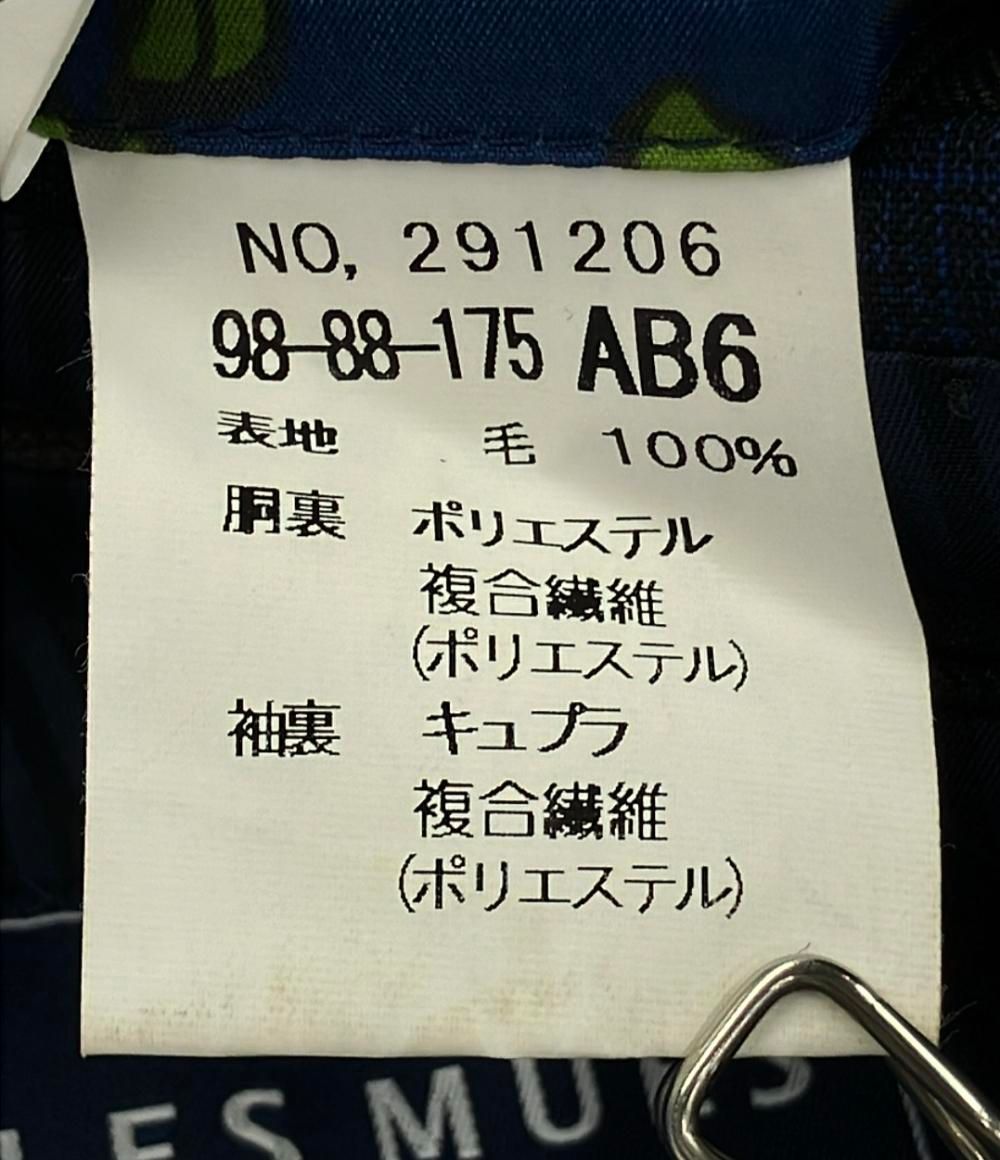 NO, 291206
98-88-175 AB6
表地 毛 100%
胴裏 ポリエステル
複合繊維
(ポリエステル)
袖裏 キュプラ
複合繊維
(ポリエステル)
LES MUES